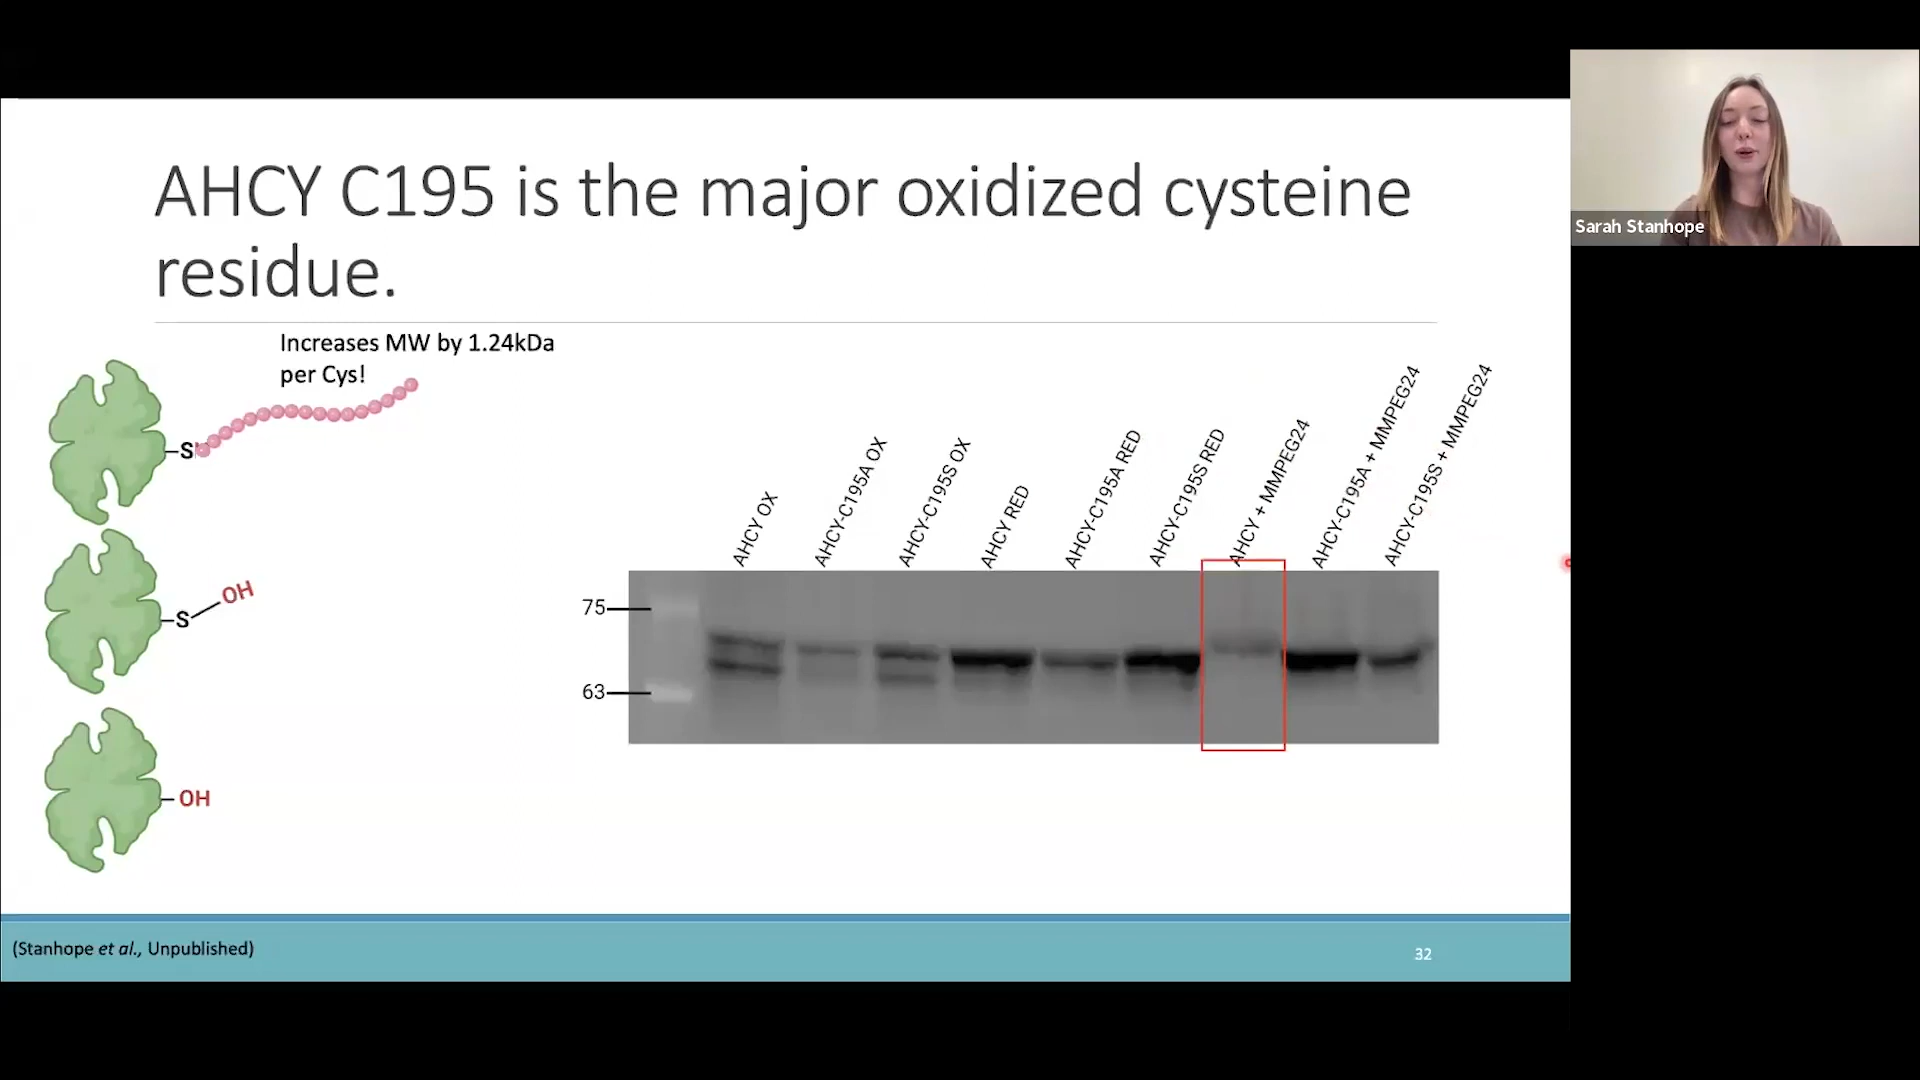 AHCY C195 is the major oxidized cysteine
residue.
Increases MW by 1.24kDa
per Cys!
S
S
OH
OH
AHCY OX
AHCY-C195A OX
AHCY-C195S OX
AHCY RED
AHCY-C195A RED
AHCY-C195S RED
AHCY + MMPEG24
AHCY-C195A + MMPEG24
AHCY-C195S + MMPEG24
75
63
(Stanhope et al., Unpublished)
32
Sarah Stanhope